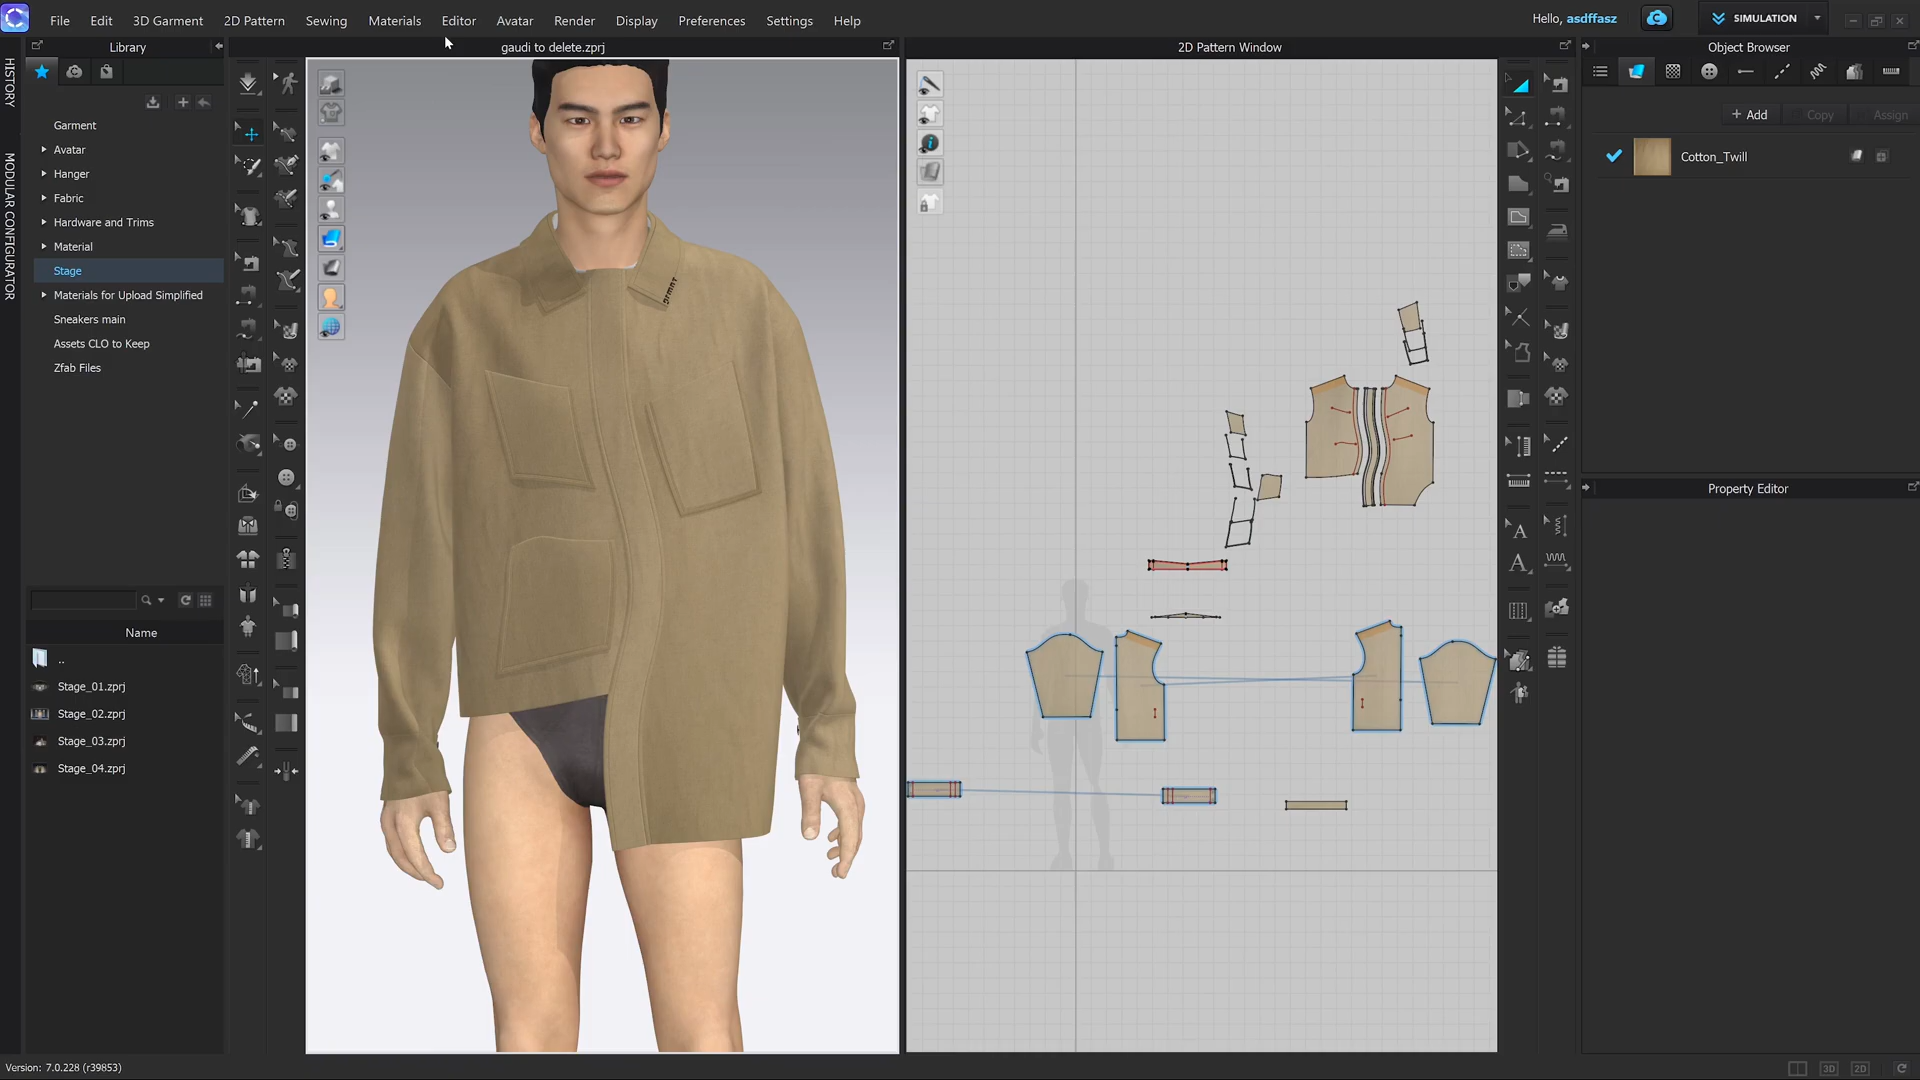 File Edit 3D Garment 2D Pattern Sewing Materials Editor Avatar Render Display Preferences Settings Help
Hello, asdffasz
SIMULATION
Library
gaudi to delete.zprj
2D Pattern Window
Object Browser
HISTORY
MODULAR CONFIGURATOR
Garment
Avatar
Hanger
Fabric
Hardware and Trims
Material
Stage
Materials for Upload Simplified
Sneakers main
Assets CLO to Keep
Zfab Files
+ Add Copy Assign
Cotton_Twill
Property Editor
Name
..
Stage_01.zprj
Stage_02.zprj
Stage_03.zprj
Stage_04.zprj
A
A
Version: 7.0.228 (r39853)
3D 2D